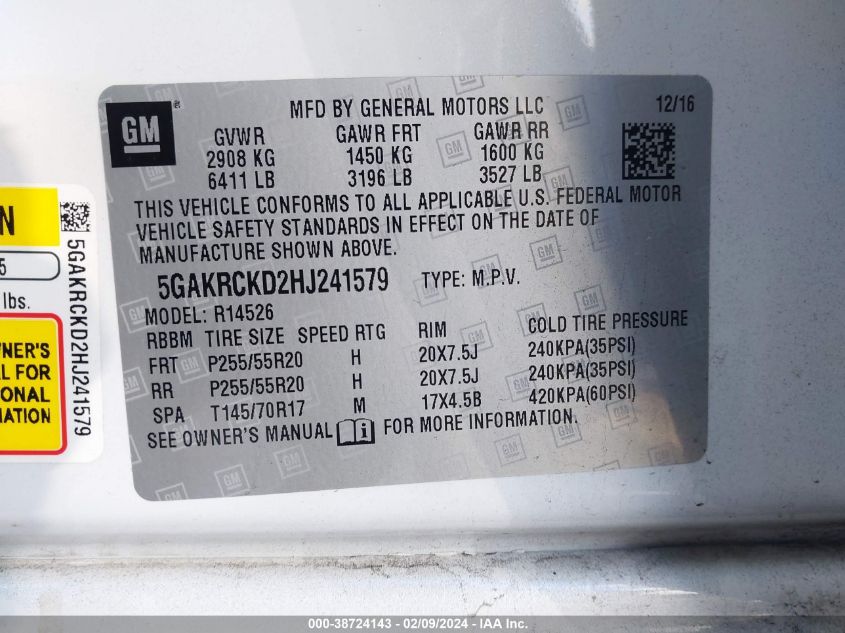 GM
MFD BY GENERAL MOTORS LLC 12/16
GVWR GAWR FRT GAWR RR
2908 KG 1450 KG 1600 KG
6411 LB 3196 LB 3527 LB
THIS VEHICLE CONFORMS TO ALL APPLICABLE U.S. FEDERAL MOTOR
VEHICLE SAFETY STANDARDS IN EFFECT ON THE DATE OF
MANUFACTURE SHOWN ABOVE.
5GAKRCKD2HJ241579 TYPE: M.P.V.
MODEL: R14526
RBBM TIRE SIZE SPEED RTG RIM COLD TIRE PRESSURE
FRT P255/55R20 H 20X7.5J 240KPA(35PSI)
RR P255/55R20 H 20X7.5J 240KPA(35PSI)
SPA T145/70R17 M 17X4.5B 420KPA(60PSI)
SEE OWNER'S MANUAL i FOR MORE INFORMATION.
N
5
lbs.
WNER'S
L FOR
IONAL
MATION
5GAKRCKD2HJ241579
000-38724143 - 02/09/2024 - IAA Inc.